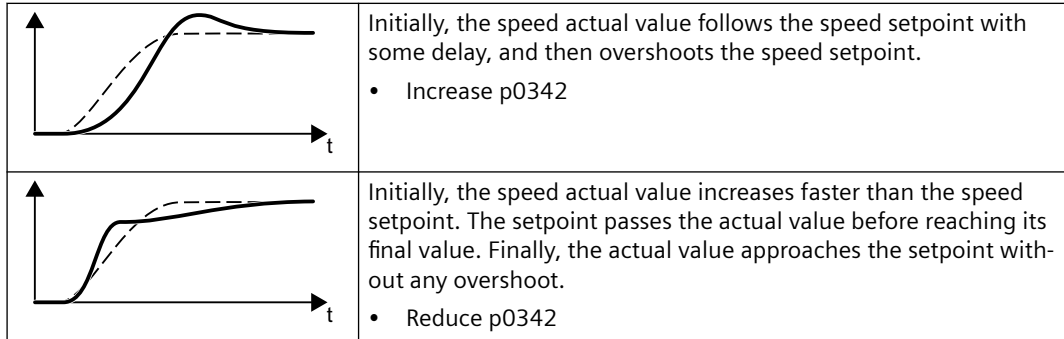 t
Initially, the speed actual value follows the speed setpoint with
some delay, and then overshoots the speed setpoint.
• Increase p0342
t
Initially, the speed actual value increases faster than the speed
setpoint. The setpoint passes the actual value before reaching its
final value. Finally, the actual value approaches the setpoint with-
out any overshoot.
• Reduce p0342